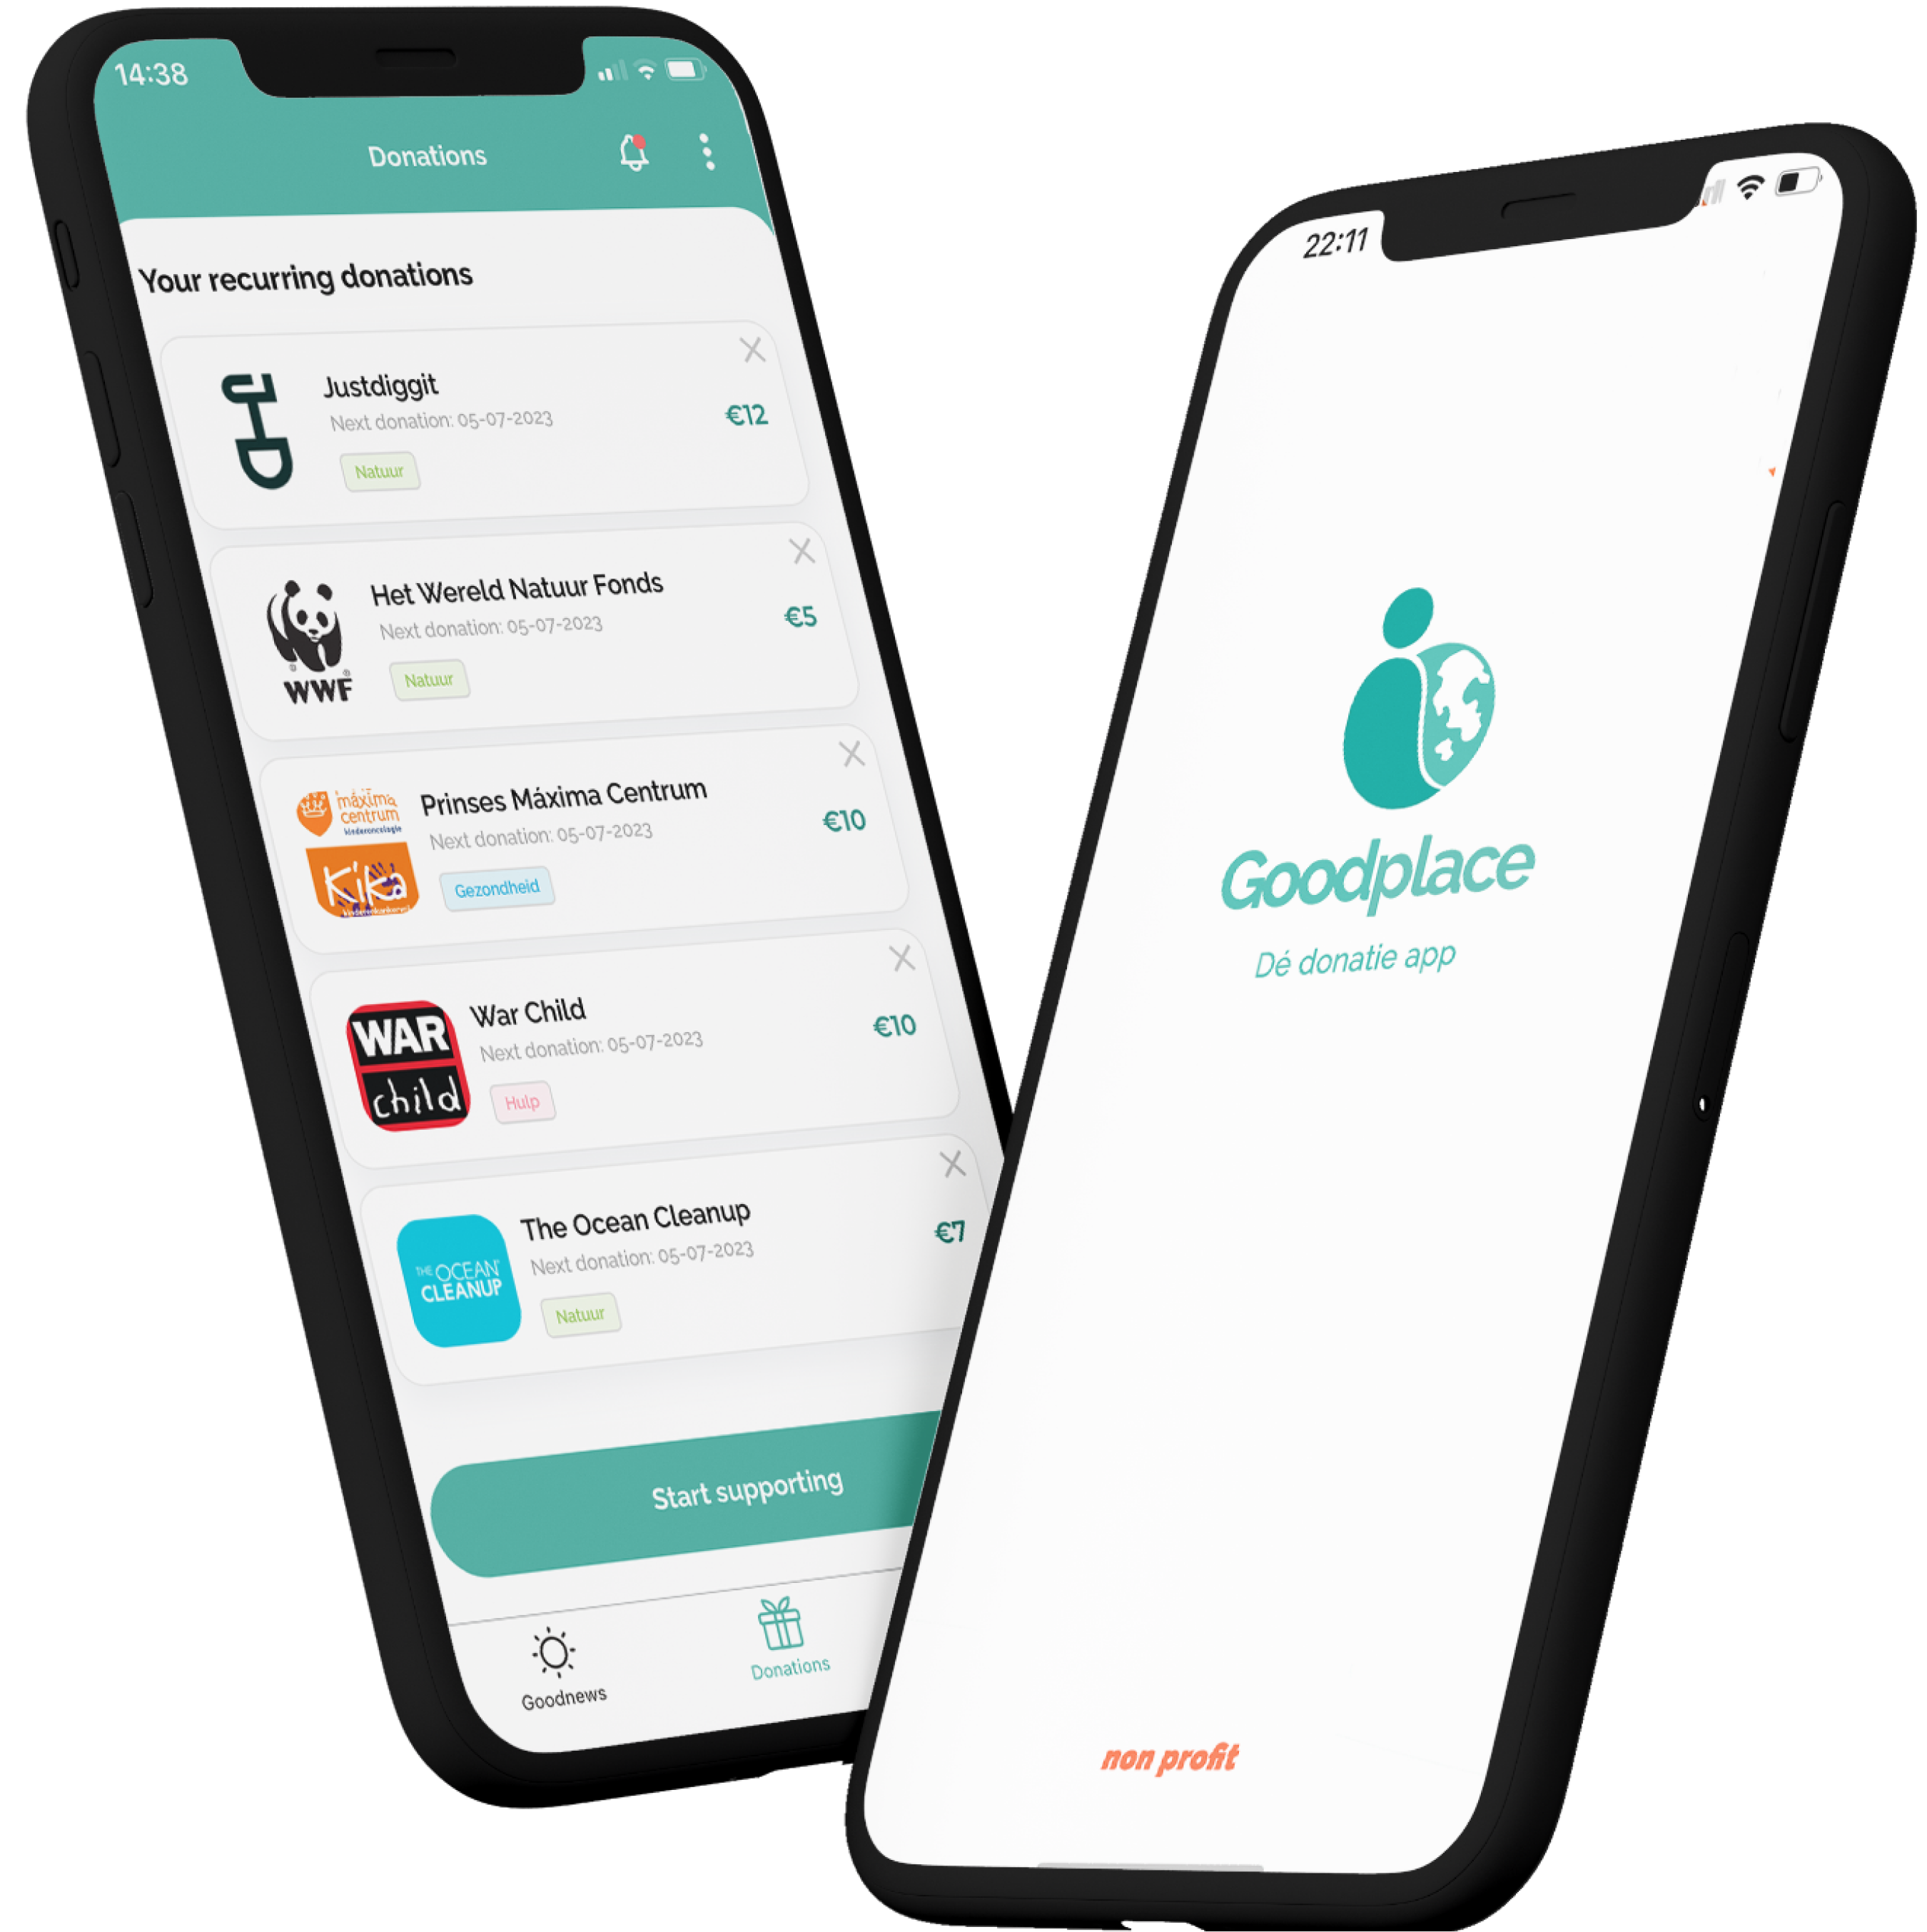 14:38
Donations
Your recurring donations
Justdiggit
Next donation: 05-07-2023
€12
Natuur
Het Wereld Natuur Fonds
Next donation: 05-07-2023
€5
Natuur
WWF
máxima
centrum
kinderoncologie
Kika
Prinses Máxima Centrum
Next donation: 05-07-2023
€10
Gezondheid
WAR
child
War Child
Next donation: 05-07-2023
€10
Hulp
THE OCEAN
CLEANUP
The Ocean Cleanup
Next donation: 05-07-2023
€7
Natuur
Start supporting
Goodnews
Donations
22:11
Goodplace
Dé donatie app
non profit